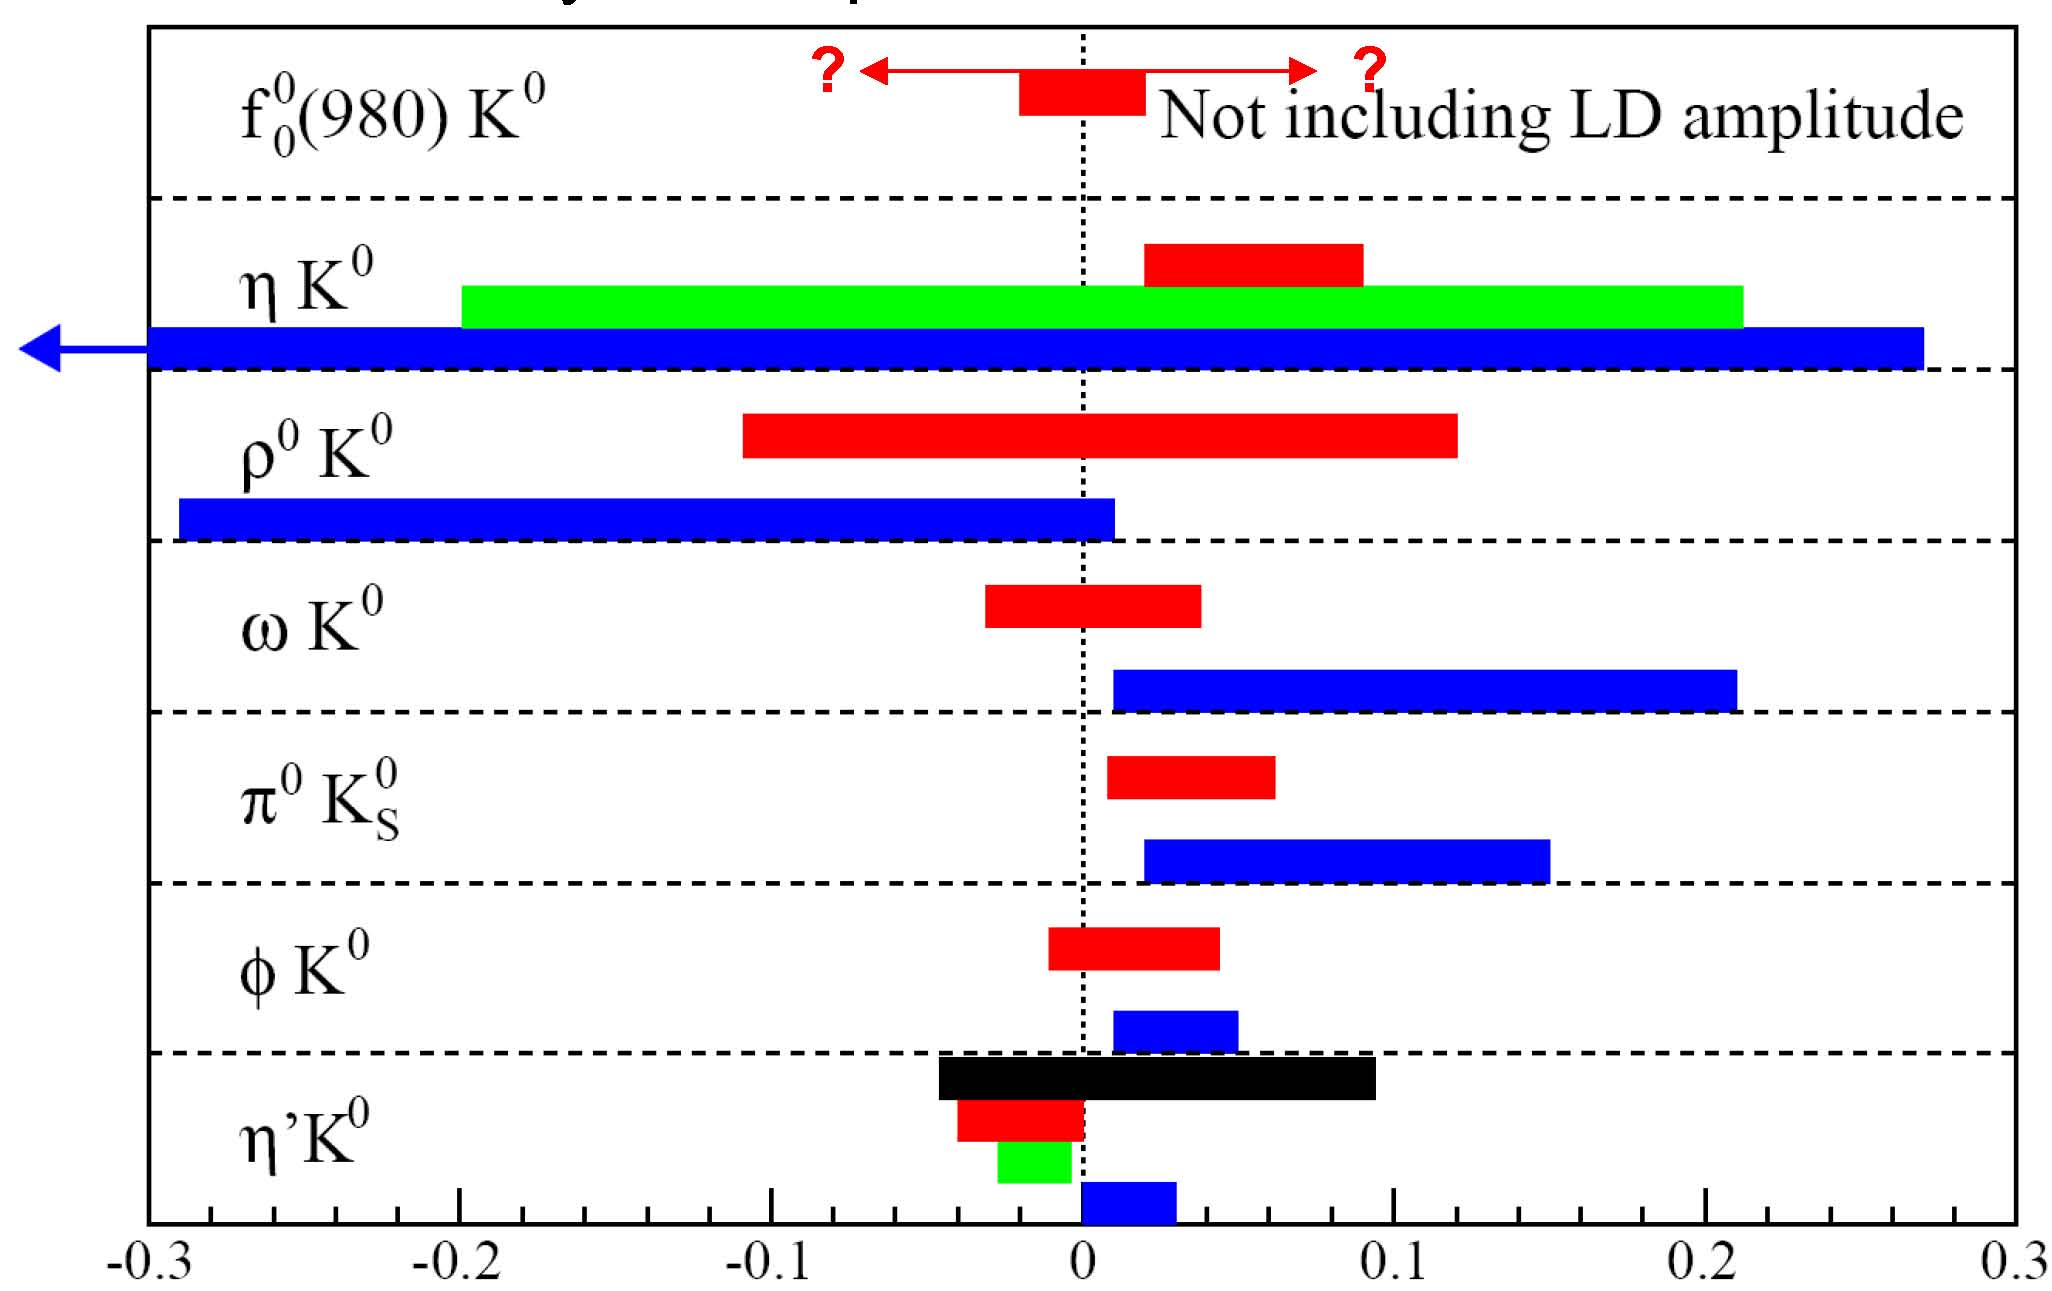 ? ?
f₀⁰(980) K⁰ Not including LD amplitude
η K⁰
ρ⁰ K⁰
ω K⁰
π⁰ K_S⁰
ϕ K⁰
η’K⁰
-0.3 -0.2 -0.1 0 0.1 0.2 0.3